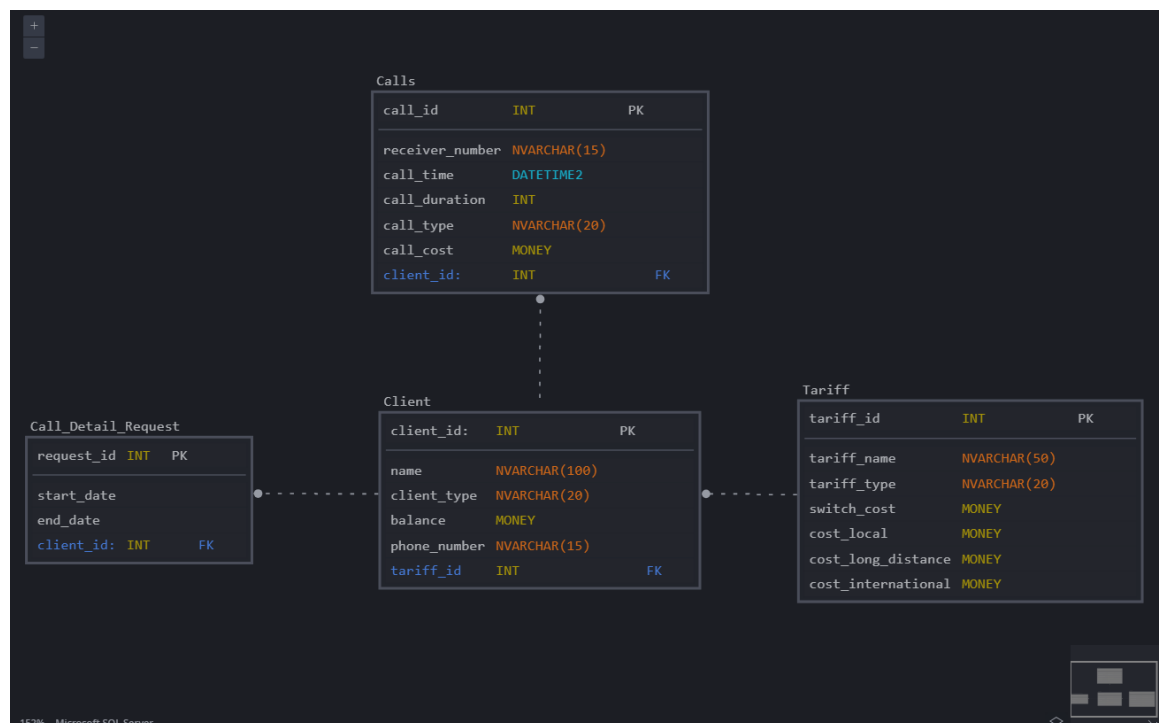 +
−
Calls
call_id INT PK
receiver_number NVARCHAR(15)
call_time DATETIME2
call_duration INT
call_type NVARCHAR(20)
call_cost MONEY
client_id: INT FK
Client
client_id: INT PK
name NVARCHAR(100)
client_type NVARCHAR(20)
balance MONEY
phone_number NVARCHAR(15)
tariff_id INT FK
Call_Detail_Request
request_id INT PK
start_date
end_date
client_id: INT FK
Tariff
tariff_id INT PK
tariff_name NVARCHAR(50)
tariff_type NVARCHAR(20)
switch_cost MONEY
cost_local MONEY
cost_long_distance MONEY
cost_international MONEY
152% Microsoft SQL Server